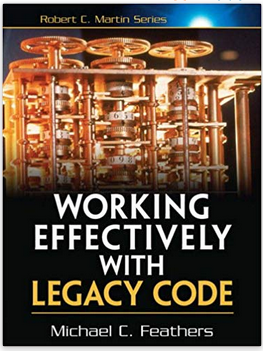 Robert C. Martin Series
WORKING
EFFECTIVELY
WITH
LEGACY CODE
Michael C. Feathers